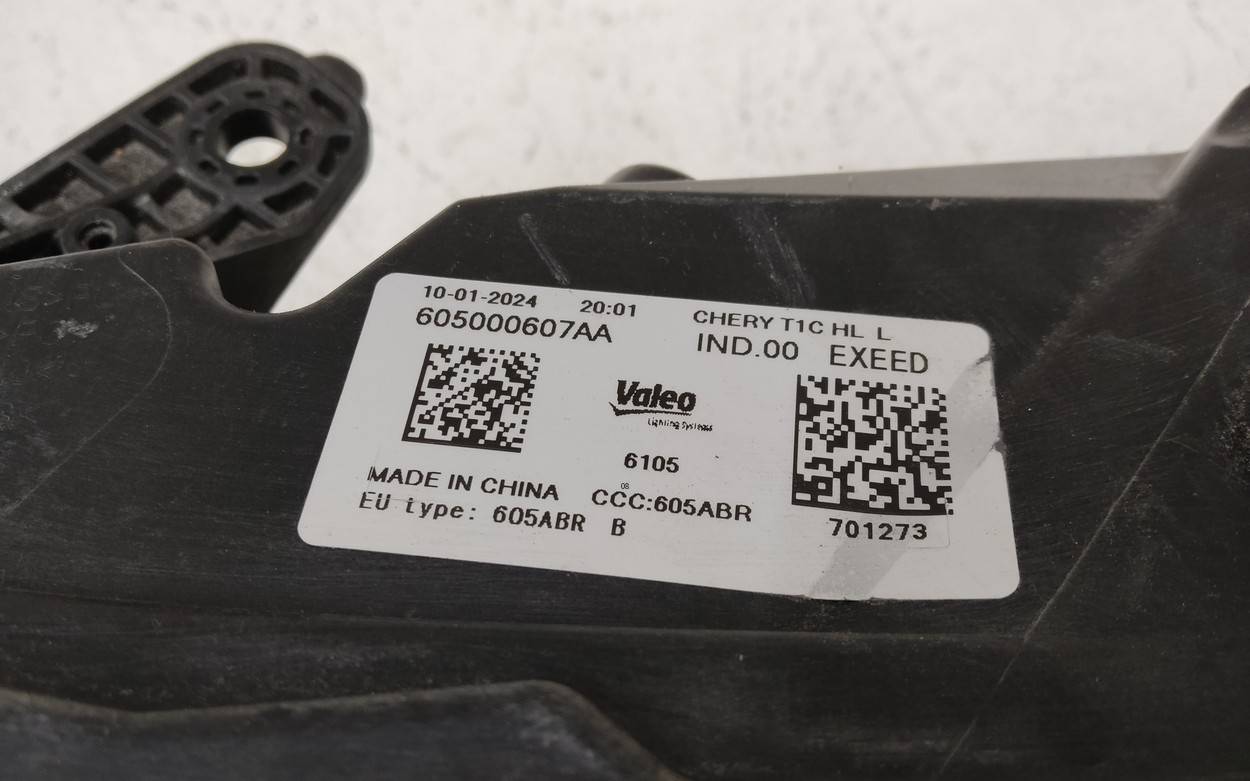 10-01-2024 20:01 CHERY T1C HL L
605000607AA IND.00 EXEED
Valeo
Lighting Systems
6105
MADE IN CHINA 08 CCC:605ABR
EU type: 605ABR B
701273